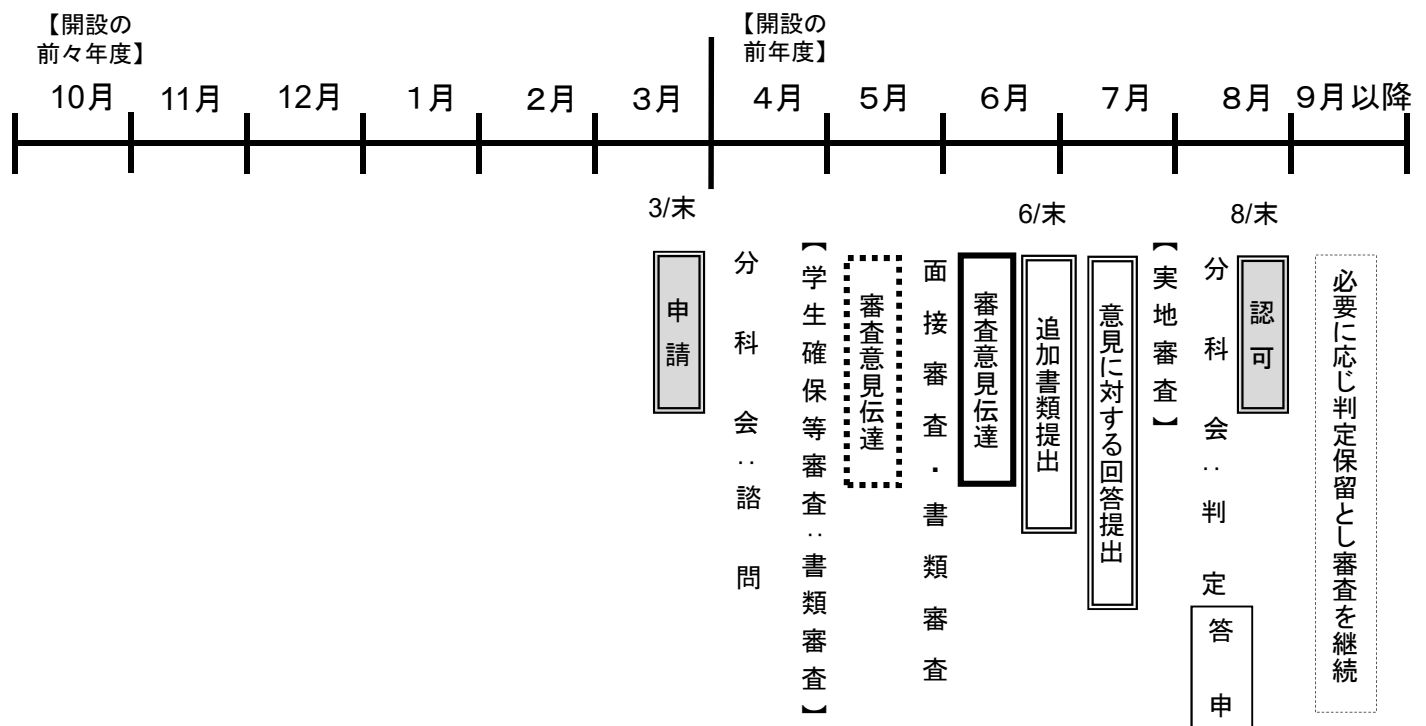 【開設の
前々年度】
【開設の
前年度】
10月
11月
12月
1月
2月
3月
4月
5月
6月
7月
8月
9月以降
3/末
6/末
8/末
申請
分科会:諮問
【学生確保等審査:書類審査】
審査意見伝達
面接審査・書類審査
審査意見伝達
追加書類提出
意見に対する回答提出
【実地審査】
分科会:判定
答申
認可
必要に応じ判定保留とし審査を継続